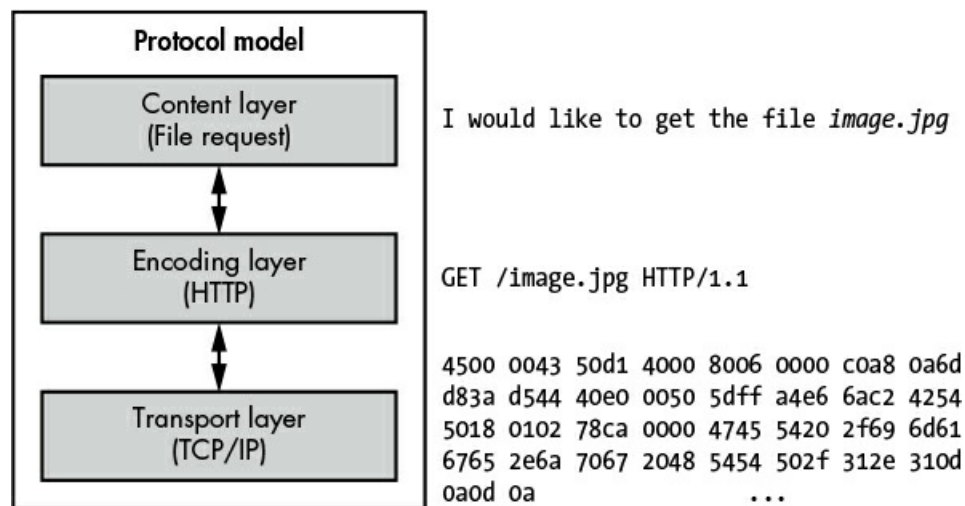 Protocol model
Content layer
(File request)
I would like to get the file image.jpg
Encoding layer
(HTTP)
GET /image.jpg HTTP/1.1
Transport layer
(TCP/IP)
4500 0043 50d1 4000 8006 0000 c0a8 0a6d
d83a d544 40e0 0050 5dff a4e6 6ac2 4254
5018 0102 78ca 0000 4745 5420 2f69 6d61
6765 2e6a 7067 2048 5454 502f 312e 310d
0a0d 0a ...